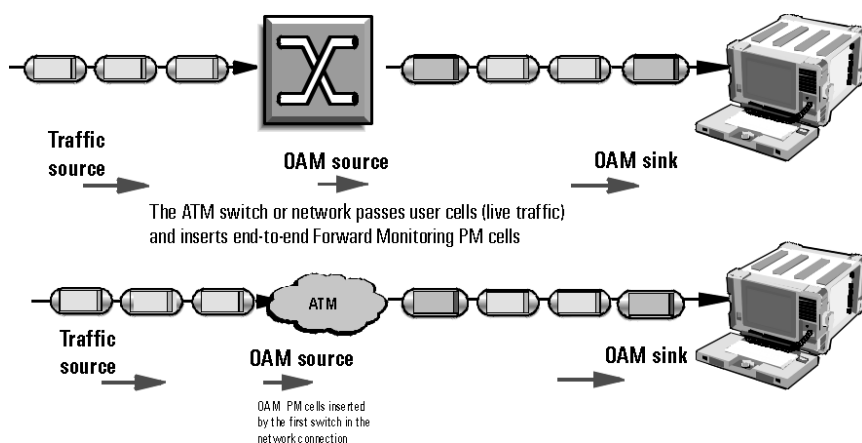 Traffic
source
OAM source
OAM sink
The ATM switch or network passes user cells (live traffic)
and inserts end-to-end Forward Monitoring PM cells
ATM
Traffic
source
OAM source
OAM sink
OAM PM cells inserted
by the first switch in the
network connection